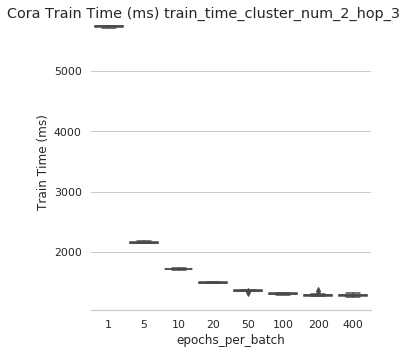 Cora Train Time (ms) train_time_cluster_num_2_hop_3
5000
4000
3000
2000
Train Time (ms)
1 5 10 20 50 100 200 400
epochs_per_batch